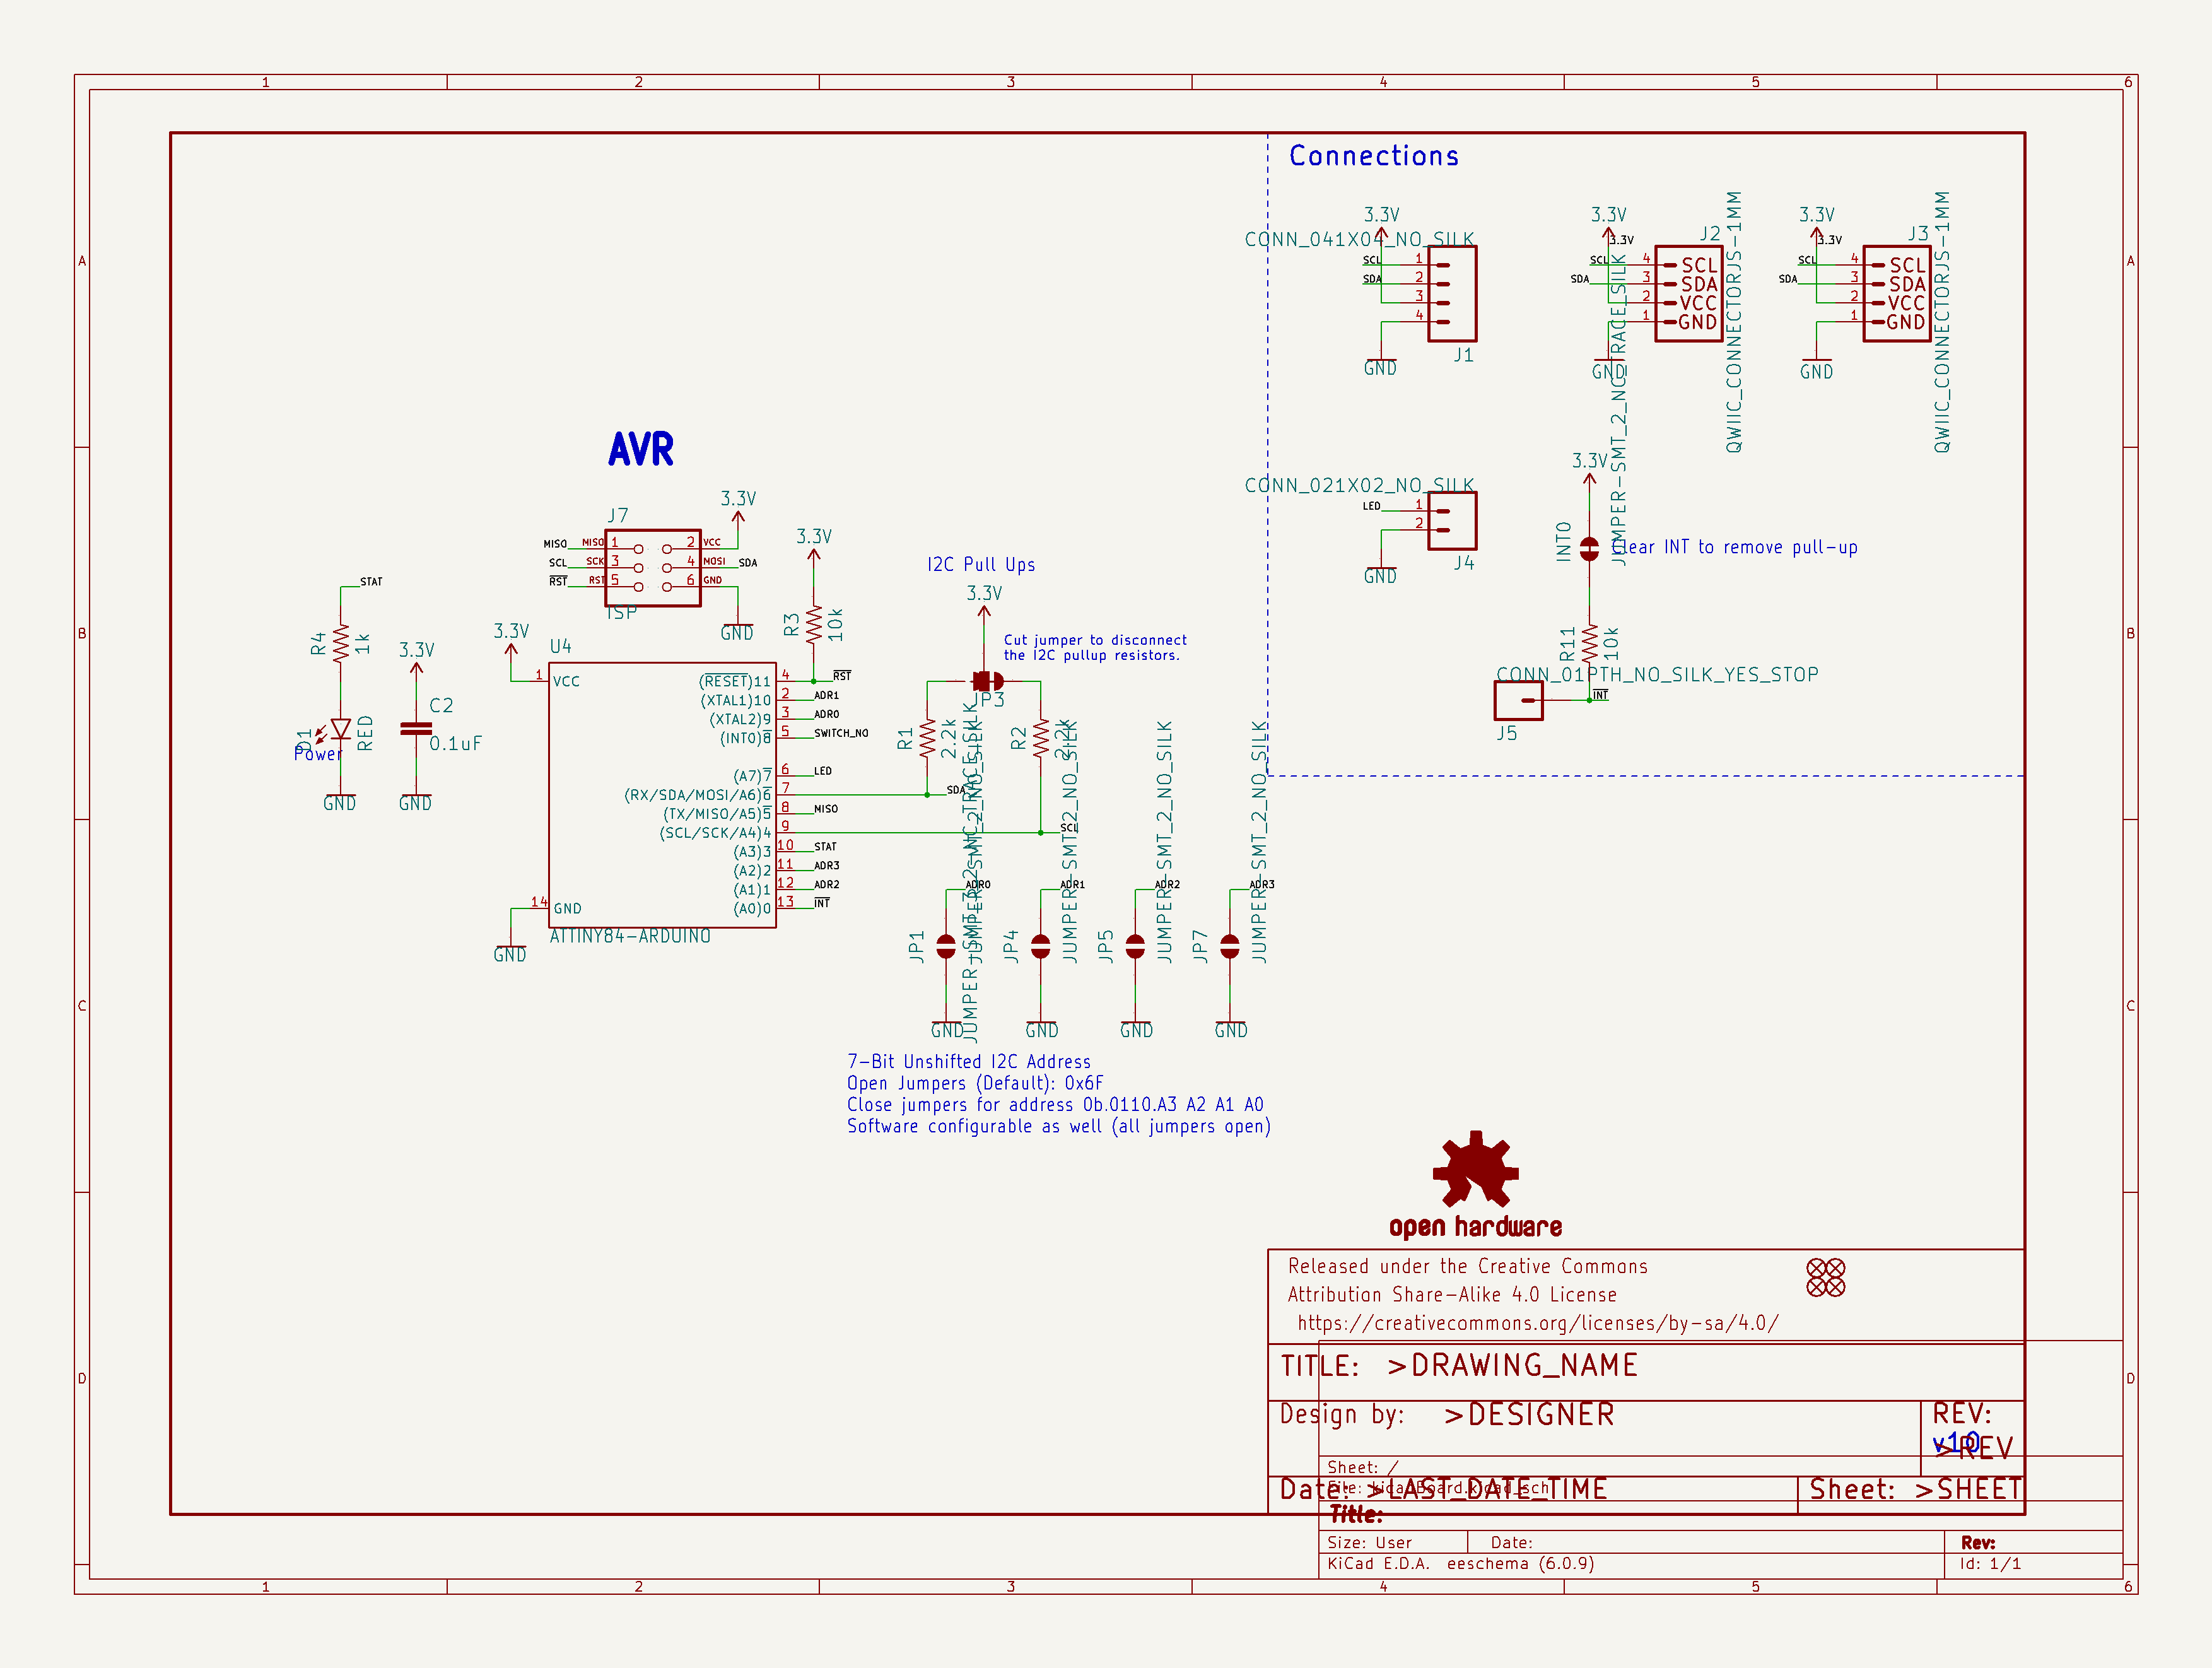 1 2 3 4 5 6
A
B
C
D
A
B
C
D
Connections
3.3V
CONN_041X04_NO_SILK
SCL 1
SDA 2
3
4
J1
GND
3.3V
3.3V
J2
SCL 4 SCL
SDA 3 SDA
2 VCC
1 GND
GND
QWIIC_CONNECTORJS-1MM
3.3V
3.3V
J3
SCL 4 SCL
SDA 3 SDA
2 VCC
1 GND
GND
QWIIC_CONNECTORJS-1MM
CONN_021X02_NO_SILK
LED 1
2
J4
GND
3.3V
INT0
JUMPER-SMT_2_NC_TRACE_SILK
Clear INT to remove pull-up
R11
10k
CONN_01PTH_NO_SILK_YES_STOP
INT
J5
AVR
J7
3.3V
MISO MISO 1 2 VCC
SCL SCK 3 4 MOSI SDA
RST RST 5 6 GND
ISP
GND
STAT
R4
1k
D1
RED
Power
GND
3.3V
C2
0.1uF
GND
3.3V
U4
1 VCC
14 GND
GND
ATTINY84-ARDUINO
3.3V
R3
10k
(RESET)11 4 RST
(XTAL1)10 2 ADR1
(XTAL2)9 3 ADR0
(INT0)8 5 SWITCH_NO
(A7)7 6 LED
(RX/SDA/MOSI/A6)6 7 SDA
(TX/MISO/A5)5 8 MISO
(SCL/SCK/A4)4 9 SCL
(A3)3 10 STAT
(A2)2 11 ADR3
(A1)1 12 ADR2
(A0)0 13 INT
I2C Pull Ups
3.3V
Cut jumper to disconnect
the I2C pullup resistors.
JP3
R1
2.2k
R2
2.2k
ADR0
JP1
JUMPER-SMT_2_NO_SILK
GND
ADR1
JP4
JUMPER-SMT_2_NO_SILK
GND
ADR2
JP5
JUMPER-SMT_2_NO_SILK
GND
ADR3
JP7
JUMPER-SMT_2_NO_SILK
GND
7-Bit Unshifted I2C Address
Open Jumpers (Default): 0x6F
Close jumpers for address 0b.0110.A3 A2 A1 A0
Software configurable as well (all jumpers open)
open hardware
Released under the Creative Commons
Attribution Share-Alike 4.0 License
https://creativecommons.org/licenses/by-sa/4.0/
TITLE: >DRAWING_NAME
Design by: >DESIGNER
REV:
v10
>REV
Sheet: /
File: kicadBoard.kicad_sch
Date: >LAST_DATE_TIME
Sheet: >SHEET
Title:
Size: User Date: Rev:
KiCad E.D.A. eeschema (6.0.9) Id: 1/1
1 2 3 4 5 6